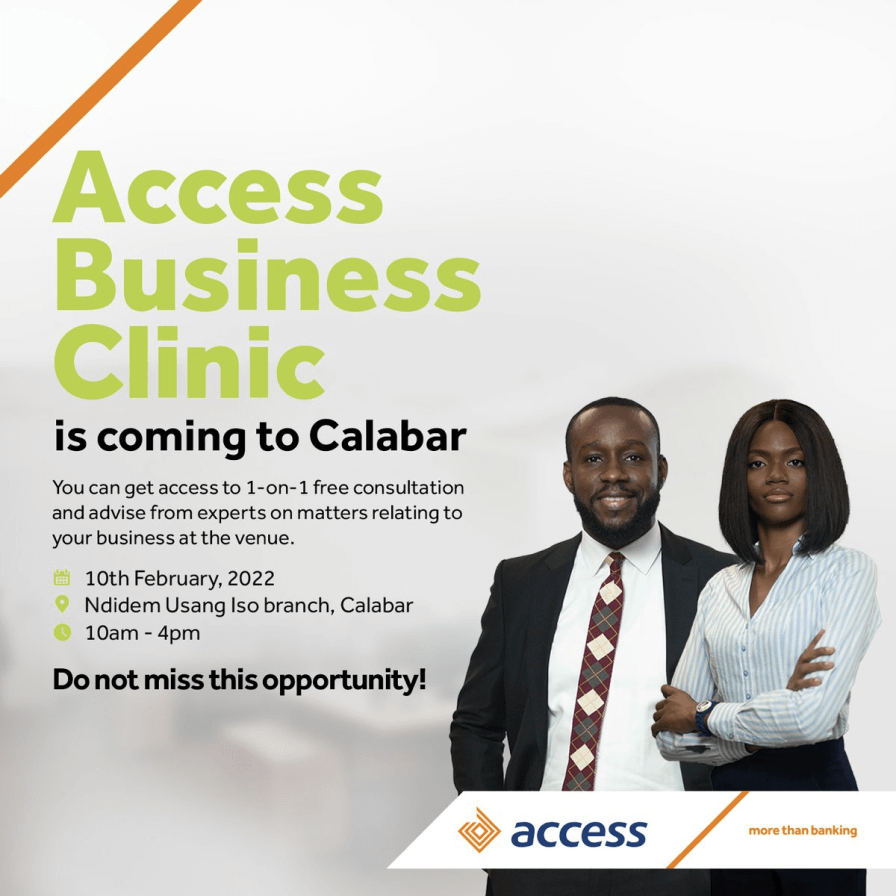 Access
Business
Clinic
is coming to Calabar
You can get access to 1-on-1 free consultation
and advise from experts on matters relating to
your business at the venue.
10th February, 2022
Ndidem Usang Iso branch, Calabar
10am - 4pm
Do not miss this opportunity!
access
more than banking